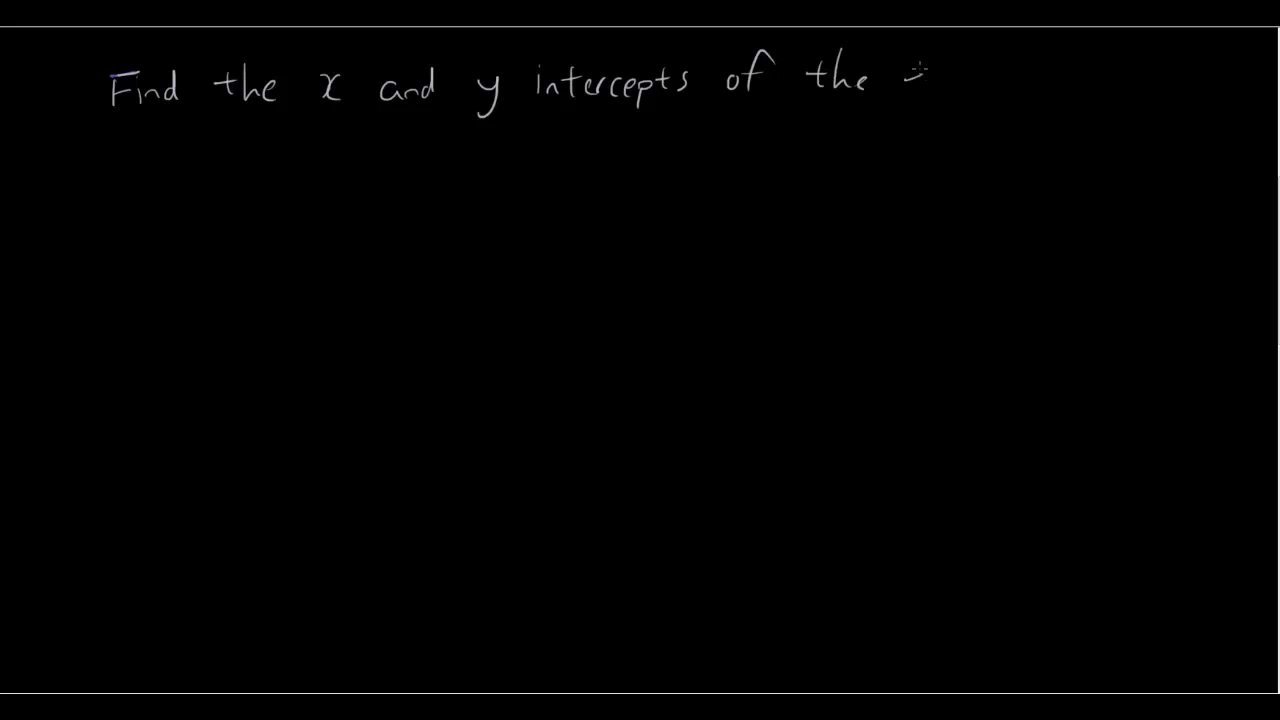 Find the x and y intercepts of the